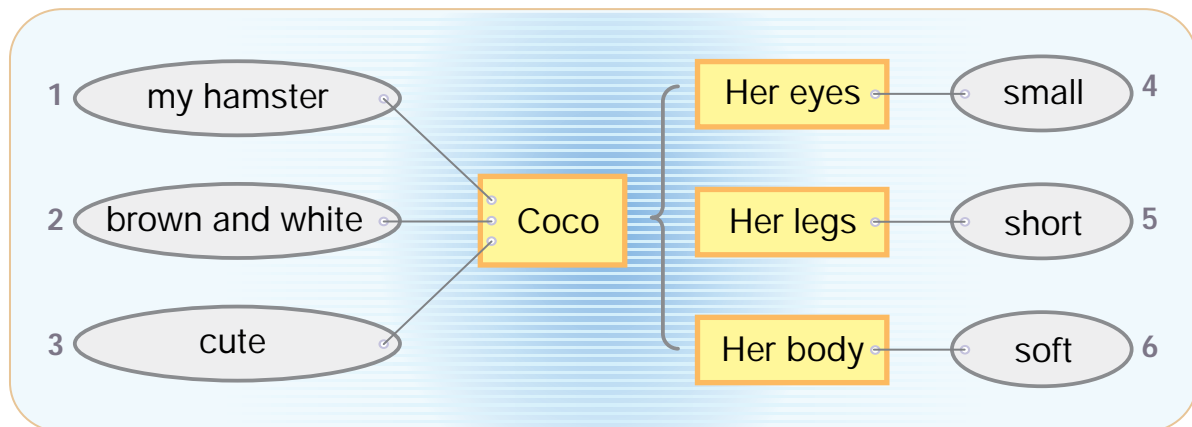 1 my hamster
2 brown and white
3 cute
Coco
Her eyes small 4
Her legs short 5
Her body soft 6